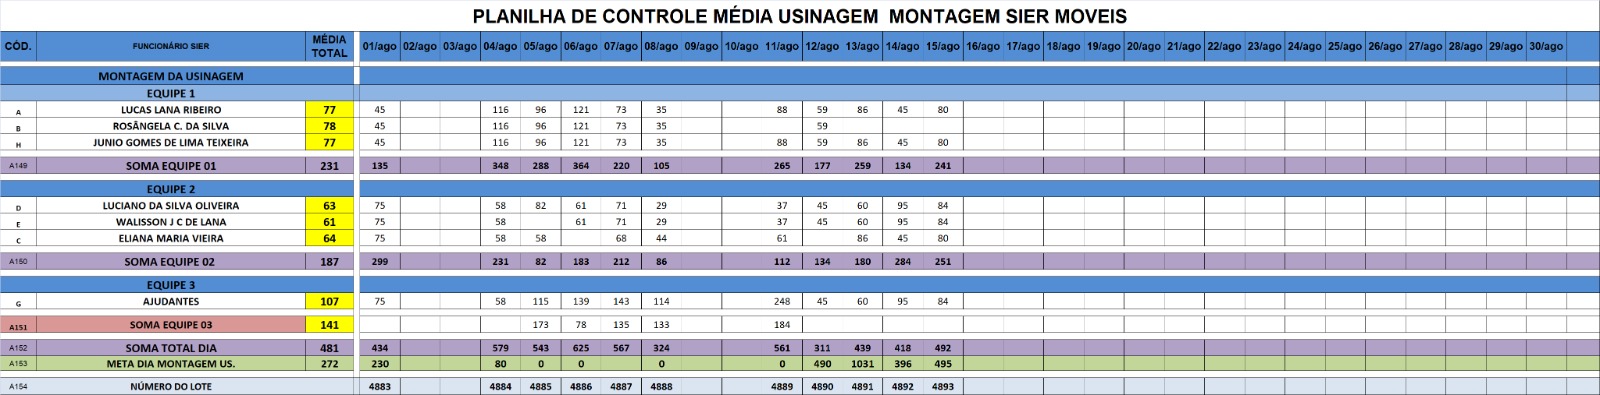 PLANILHA DE CONTROLE MÉDIA USINAGEM MONTAGEM SIER MOVEIS
CÓD. FUNCIONÁRIO SIER MÉDIA TOTAL 01/ago 02/ago 03/ago 04/ago 05/ago 06/ago 07/ago 08/ago 09/ago 10/ago 11/ago 12/ago 13/ago 14/ago 15/ago 16/ago 17/ago 18/ago 19/ago 20/ago 21/ago 22/ago 23/ago 24/ago 25/ago 26/ago 27/ago 28/ago 29/ago 30/ago
MONTAGEM DA USINAGEM
EQUIPE 1
A LUCAS LANA RIBEIRO 77 45 116 96 121 73 35 88 59 86 45 80
B ROSÂNGELA C. DA SILVA 78 45 116 96 121 73 35 59
H JUNIO GOMES DE LIMA TEIXEIRA 77 45 116 96 121 73 35 88 59 86 45 80
A149 SOMA EQUIPE 01 231 135 348 288 364 220 105 265 177 259 134 241
EQUIPE 2
D LUCIANO DA SILVA OLIVEIRA 63 75 58 82 61 71 29 37 45 60 95 84
E WALISSON J C DE LANA 61 75 58 61 71 29 37 45 60 95 84
C ELIANA MARIA VIEIRA 64 75 58 58 68 44 61 86 45 80
A150 SOMA EQUIPE 02 187 299 231 82 183 212 86 112 134 180 284 251
EQUIPE 3
G AJUDANTES 107 75 58 115 139 143 114 248 45 60 95 84
A151 SOMA EQUIPE 03 141 173 78 135 133 184
A152 SOMA TOTAL DIA 481 434 579 543 625 567 324 561 311 439 418 492
A153 META DIA MONTAGEM US. 272 230 80 0 0 0 0 490 1031 396 495
A154 NÚMERO DO LOTE 4883 4884 4885 4886 4887 4888 4889 4890 4891 4892 4893